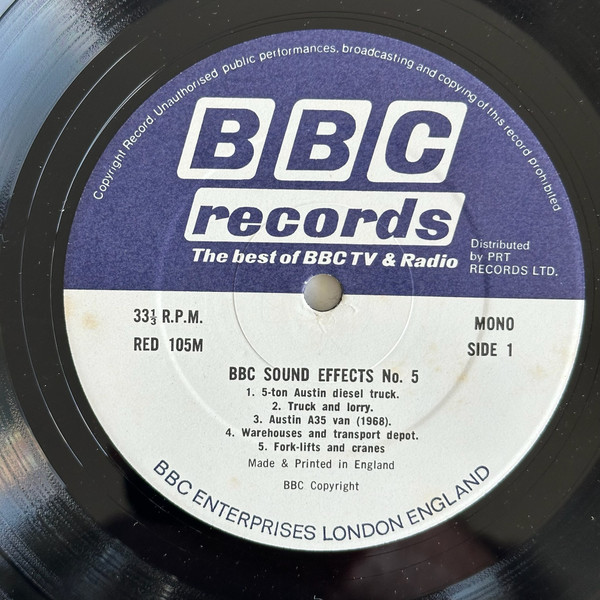 Copyright Record. Unauthorised public performances, broadcasting and copying of this record prohibited
BBC
records
The best of BBC TV & Radio
Distributed
by PRT
RECORDS LTD.
33⅓ R.P.M.
RED 105M
MONO
SIDE 1
BBC SOUND EFFECTS No. 5
1. 5-ton Austin diesel truck.
2. Truck and lorry.
3. Austin A35 van (1968).
4. Warehouses and transport depot.
5. Fork-lifts and cranes
Made & Printed in England
BBC Copyright
BBC ENTERPRISES LONDON ENGLAND